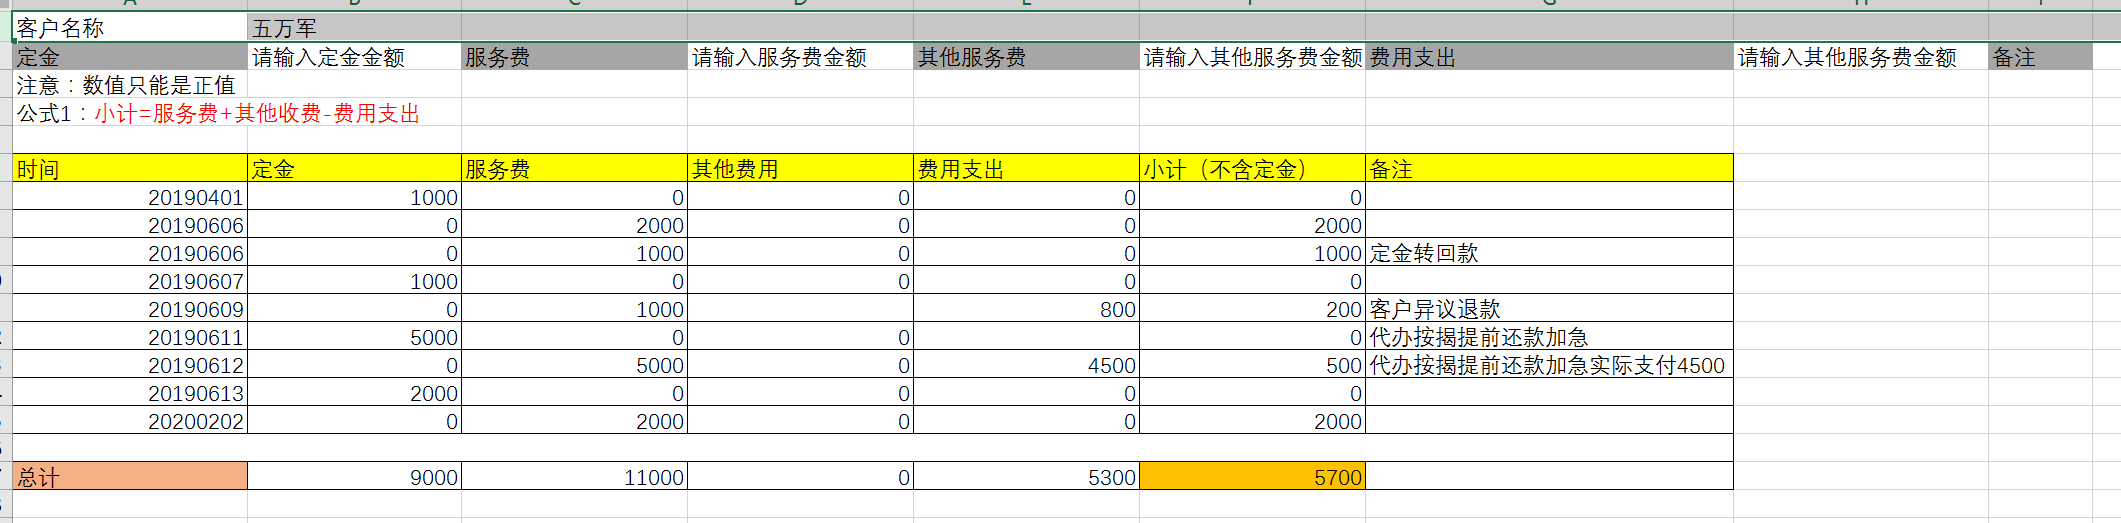 客户名称 五万军
定金 请输入定金金额 服务费 请输入服务费金额 其他服务费 请输入其他服务费金额 费用支出 请输入其他服务费金额 备注
注意：数值只能是正值
公式1：小计=服务费+其他收费-费用支出
时间 定金 服务费 其他费用 费用支出 小计（不含定金） 备注
20190401 1000 0 0 0 0
20190606 0 2000 0 0 2000
20190606 0 1000 0 0 1000 定金转回款
20190607 1000 0 0 0 0
20190609 0 1000 800 200 客户异议退款
20190611 5000 0 0 0 代办按揭提前还款加急
20190612 0 5000 0 4500 500 代办按揭提前还款加急实际支付4500
20190613 2000 0 0 0 0
20200202 0 2000 0 0 2000
总计 9000 11000 0 5300 5700